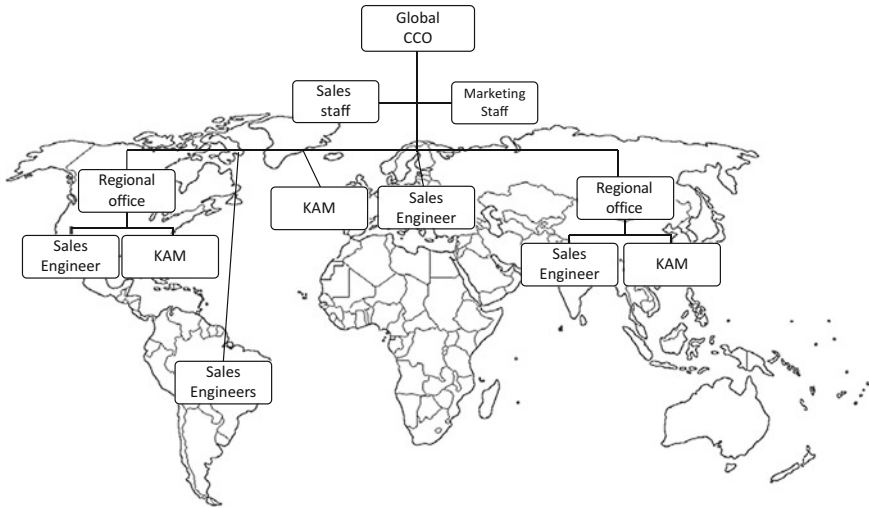 Global
CCO
Sales
staff
Marketing
Staff
Regional
office
KAM
Sales
Engineer
Regional
office
Sales
Engineer
KAM
Sales
Engineer
KAM
Sales
Engineers